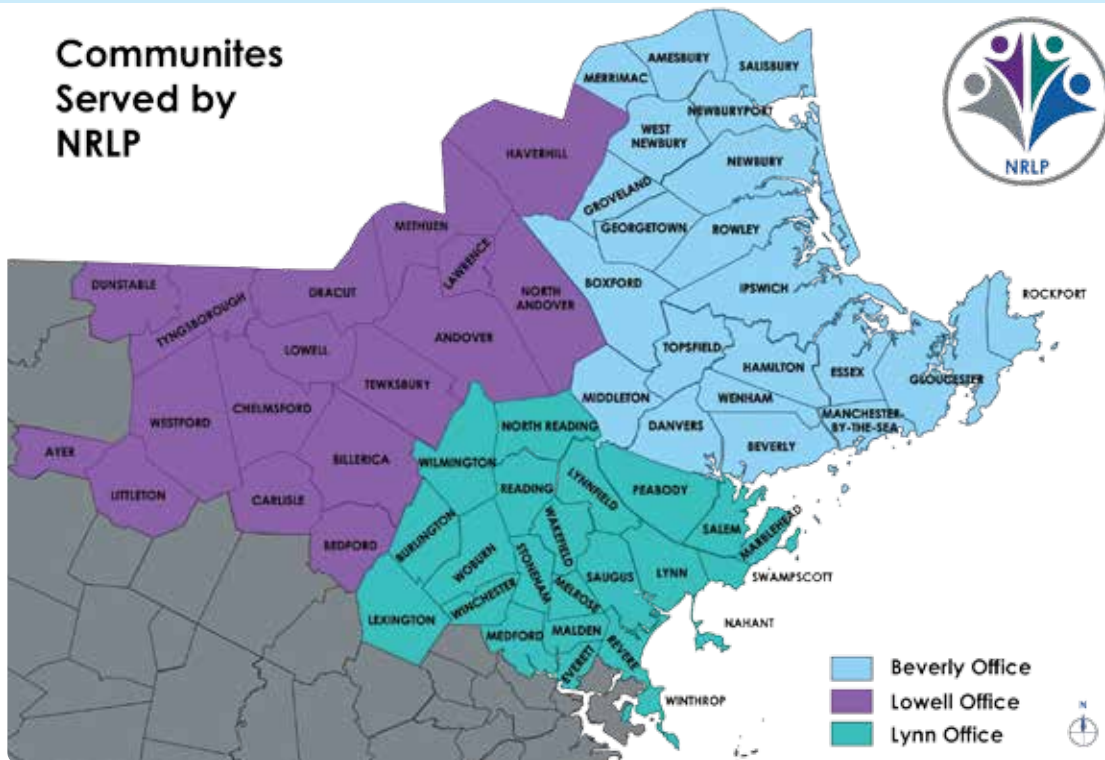 Communites
Served by
NRLP
NRLP
AMESBURY
SALISBURY
MERRIMAC
NEWBURYPORT
WEST
NEWBURY
HAVERHILL
NEWBURY
GROVELAND
GEORGETOWN
ROWLEY
METHUEN
LAWRENCE
DUNSTABLE
TYNGSBOROUGH
DRACUT
NORTH
ANDOVER
BOXFORD
IPSWICH
ROCKPORT
LOWELL
ANDOVER
TOPSFIELD
HAMILTON
ESSEX
GLOUCESTER
TEWKSBURY
MIDDLETON
WENHAM
CHELMSFORD
WESTFORD
MANCHESTER-
BY-THE-SEA
NORTH READING
DANVERS
BEVERLY
AYER
BILLERICA
WILMINGTON
LITTLETON
CARLISLE
READING
LYNNFIELD
PEABODY
SALEM
MARBLEHEAD
BEDFORD
BURLINGTON
WAKEFIELD
WOBURN
STONEHAM
SAUGUS
LYNN
SWAMPSCOTT
MELROSE
WINCHESTER
LEXINGTON
NAHANT
MEDFORD
MALDEN
REVERE
EVERETT
WINTHROP
Beverly Office
Lowell Office
Lynn Office
N